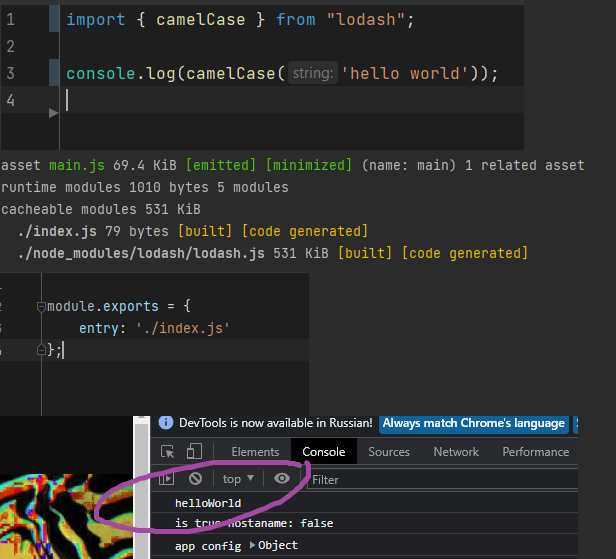 1 import { camelCase } from "lodash";
2
3 console.log(camelCase( string: 'hello world'));
4
asset main.js 69.4 KiB [emitted] [minimized] (name: main) 1 related asset
runtime modules 1010 bytes 5 modules
cacheable modules 531 KiB
./index.js 79 bytes [built] [code generated]
./node_modules/lodash/lodash.js 531 KiB [built] [code generated]
module.exports = {
entry: './index.js'
};
DevTools is now available in Russian! Always match Chrome's language
Elements Console Sources Network Performance
top Filter
helloWorld
is true hostaname: false
app config Object